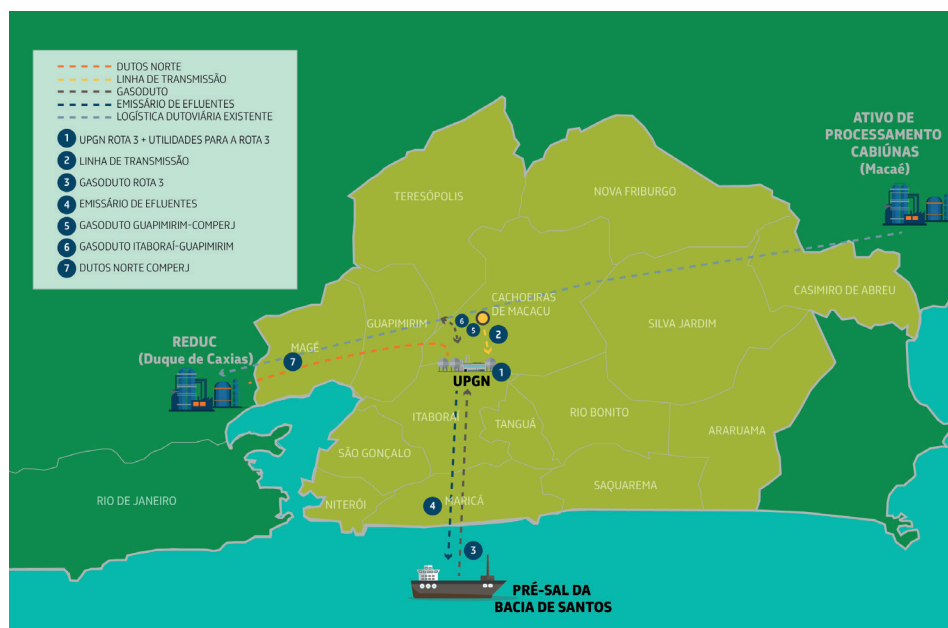 DUTOS NORTE
LINHA DE TRANSMISSÃO
GASODUTO
EMISSÁRIO DE EFLUENTES
LOGÍSTICA DUTOVIÁRIA EXISTENTE
1 UPGN ROTA 3 + UTILIDADES PARA A ROTA 3
2 LINHA DE TRANSMISSÃO
3 GASODUTO ROTA 3
4 EMISSÁRIO DE EFLUENTES
5 GASODUTO GUAPIMIRIM-COMPERJ
6 GASODUTO ITABORAÍ-GUAPIMIRIM
7 DUTOS NORTE COMPERJ
ATIVO DE
PROCESSAMENTO
CABIÚNAS
(Macaé)
TERESÓPOLIS
NOVA FRIBURGO
CASIMIRO DE ABREU
CACHOEIRAS
DE MACACU
GUAPIMIRIM
6
5
2
SILVA JARDIM
REDUC
(Duque de Caxias)
MAGÉ
7
1
UPGN
ITABORAÍ
TANGUÁ
RIO BONITO
ARARUAMA
SÃO GONÇALO
RIO DE JANEIRO
NITERÓI
4
MARICÁ
SAQUAREMA
3
PRÉ-SAL DA
BACIA DE SANTOS